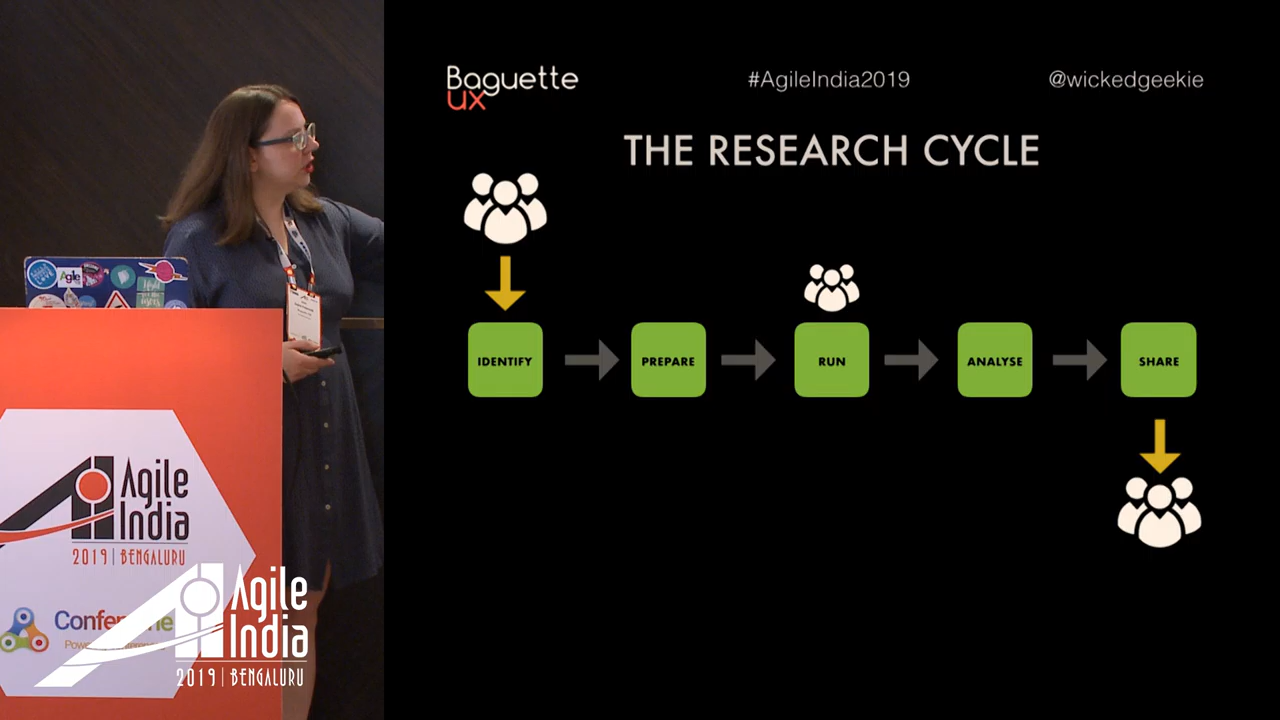 Baguette
ux
#AgileIndia2019
@wickedgeekie
THE RESEARCH CYCLE
IDENTIFY
PREPARE
RUN
ANALYSE
SHARE
Agile
Agile
India
2019 | BENGALURU
Agile
India
2019 | BENGALURU